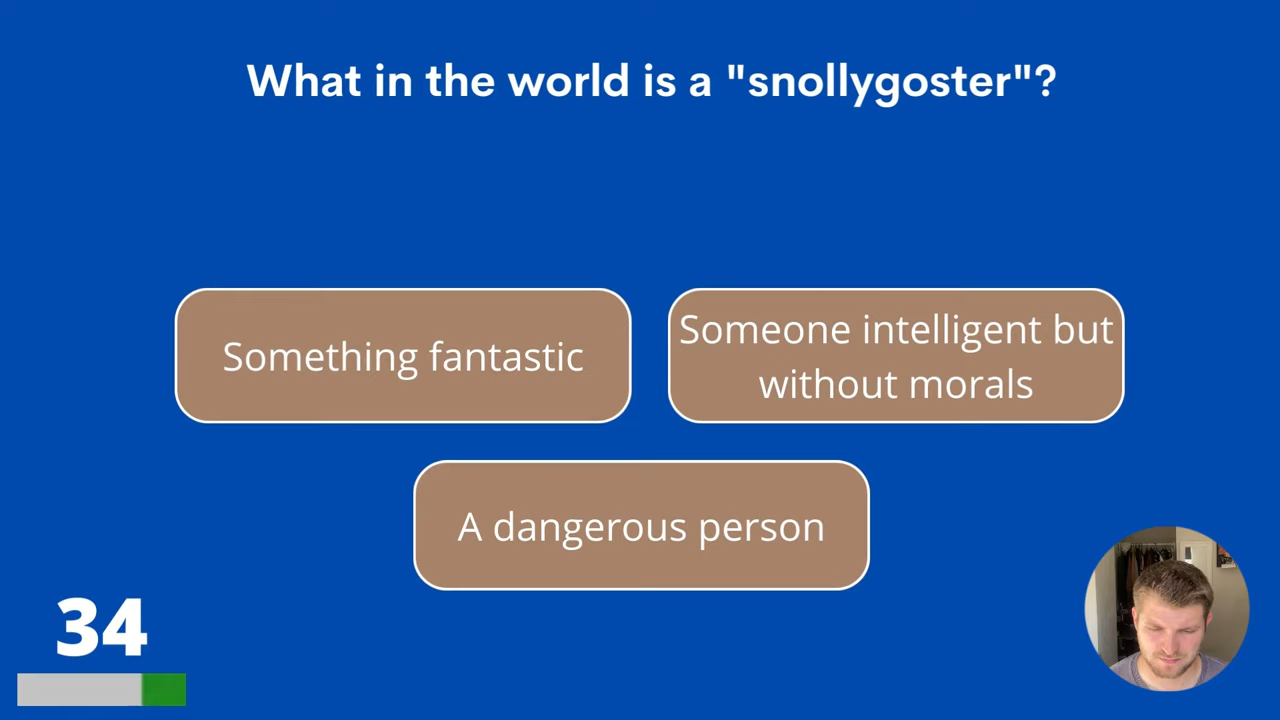 What in the world is a "snollygoster"?
Something fantastic
Someone intelligent but
without morals
A dangerous person
34